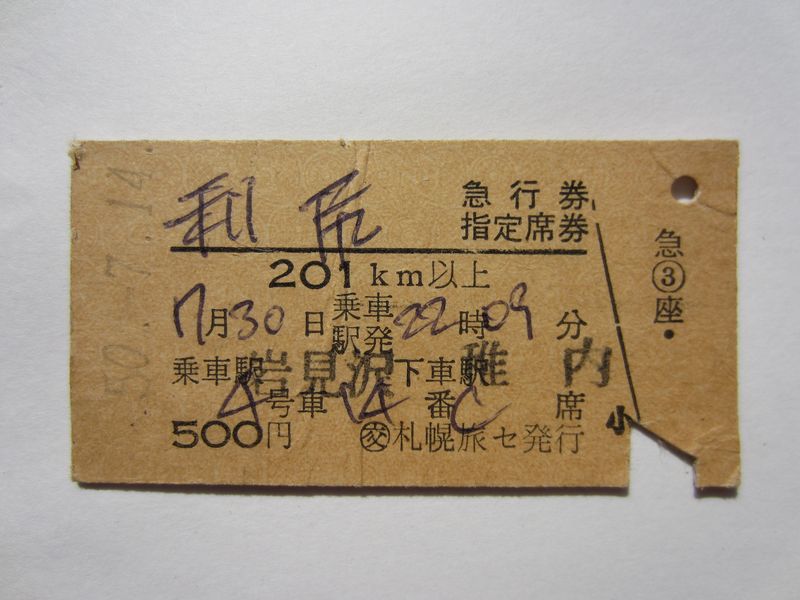 50.-7.14
利尻
急行券
指定席券
201km以上
7月30日 乗車駅発 22時09分
乗車駅 岩見沢 下車駅 稚内
4号車 14番C席
500円 交札幌旅セ発行
急③座・
小